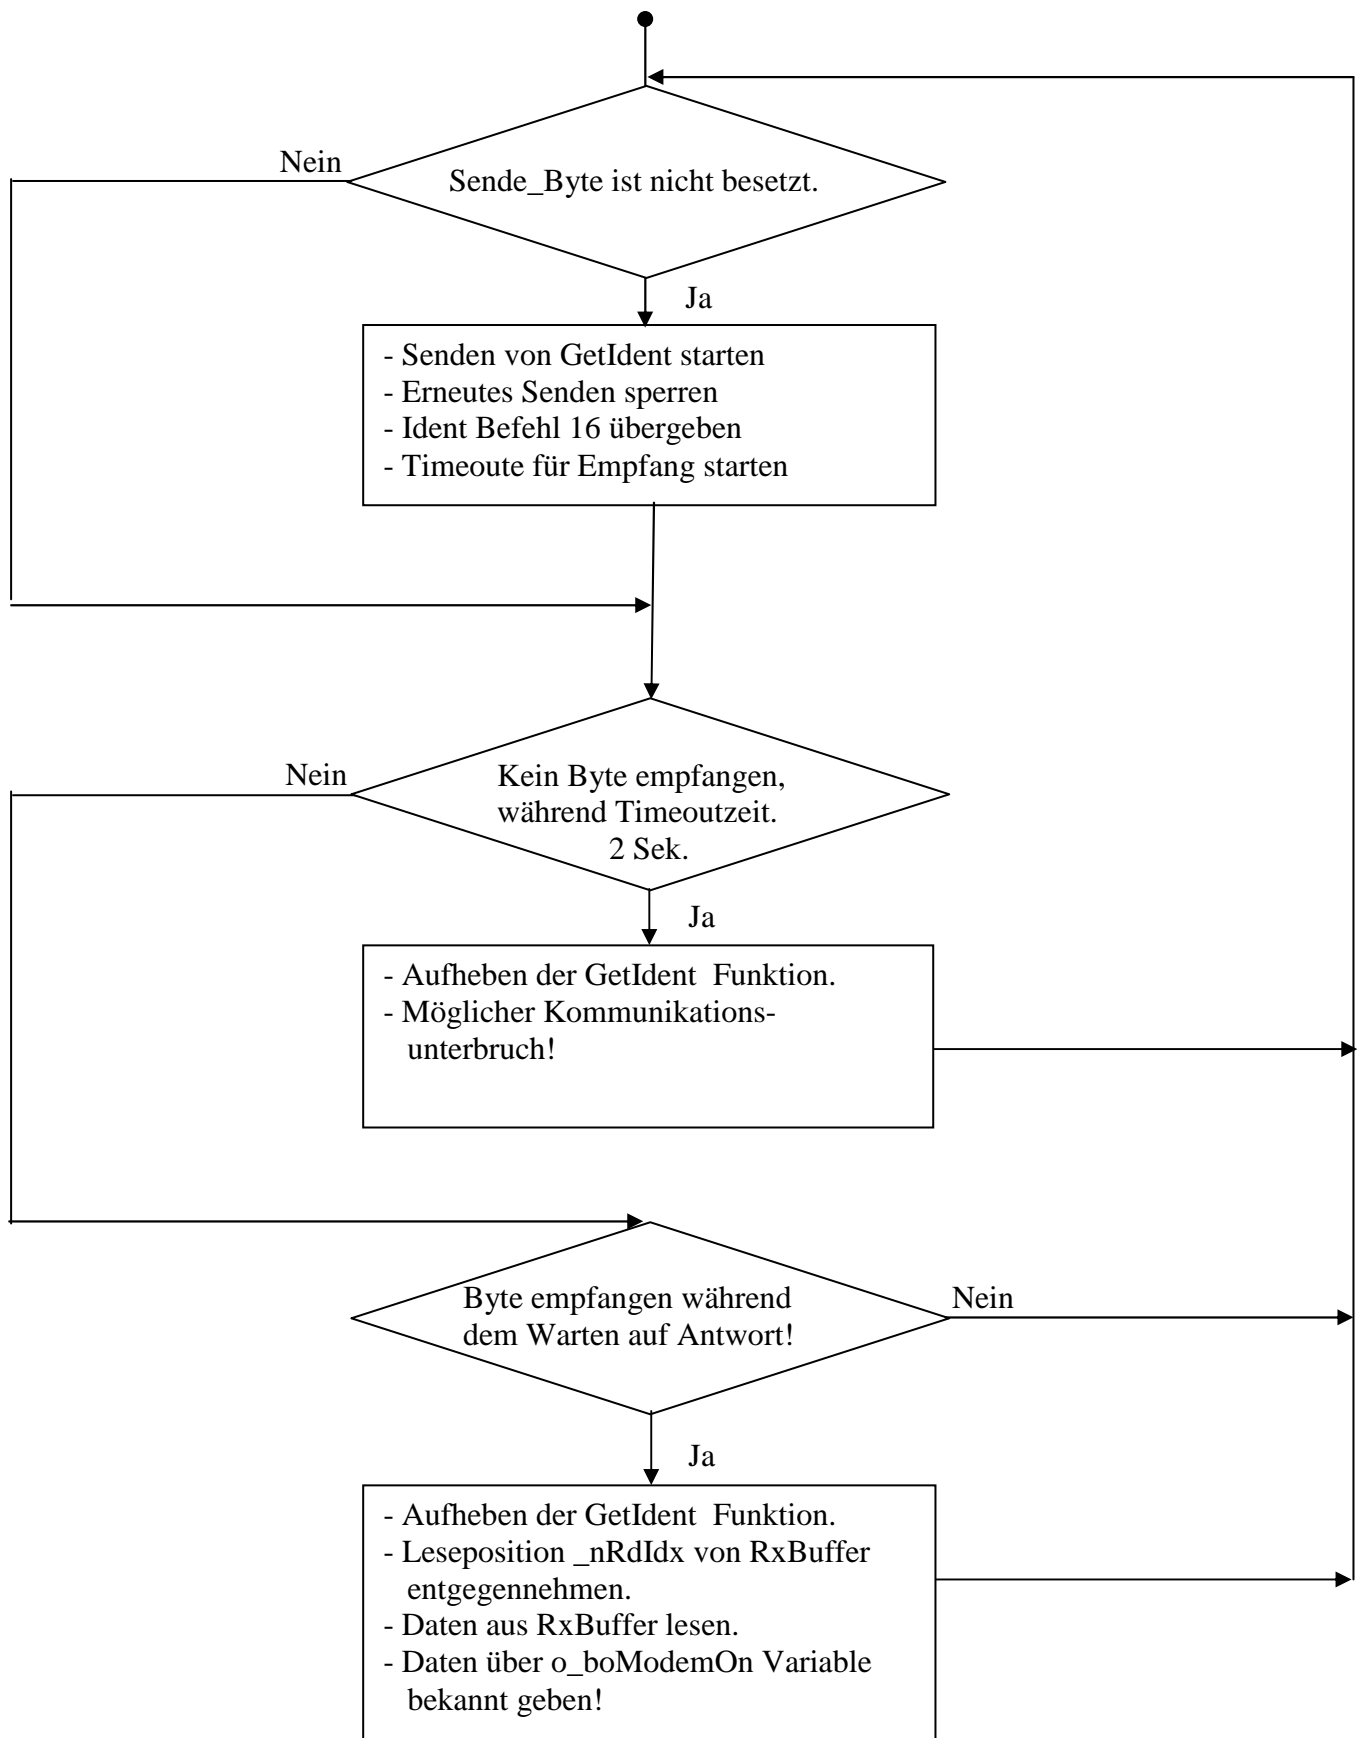 Nein
Sende_Byte ist nicht besetzt.
Ja
- Senden von GetIdent starten
- Erneutes Senden sperren
- Ident Befehl 16 übergeben
- Timeoute für Empfang starten
Nein
Kein Byte empfangen,
während Timeoutzeit.
2 Sek.
Ja
- Aufheben der GetIdent  Funktion.
- Möglicher Kommunikations-
unterbruch!
Byte empfangen während
dem Warten auf Antwort!
Nein
Ja
- Aufheben der GetIdent  Funktion.
- Leseposition _nRdIdx von RxBuffer
entgegennehmen.
- Daten aus RxBuffer lesen.
- Daten über o_boModemOn Variable
bekannt geben!